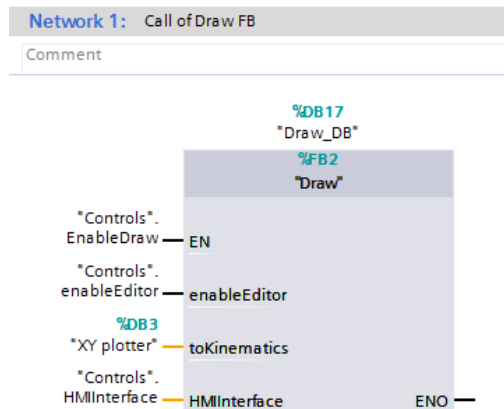 Network 1: Call of Draw FB
Comment
%DB17
"Draw_DB"
%FB2
"Draw"
"Controls".
EnableDraw EN
"Controls".
enableEditor enableEditor
%DB3
"XY plotter" toKinematics
"Controls".
HMIInterface HMIInterface ENO